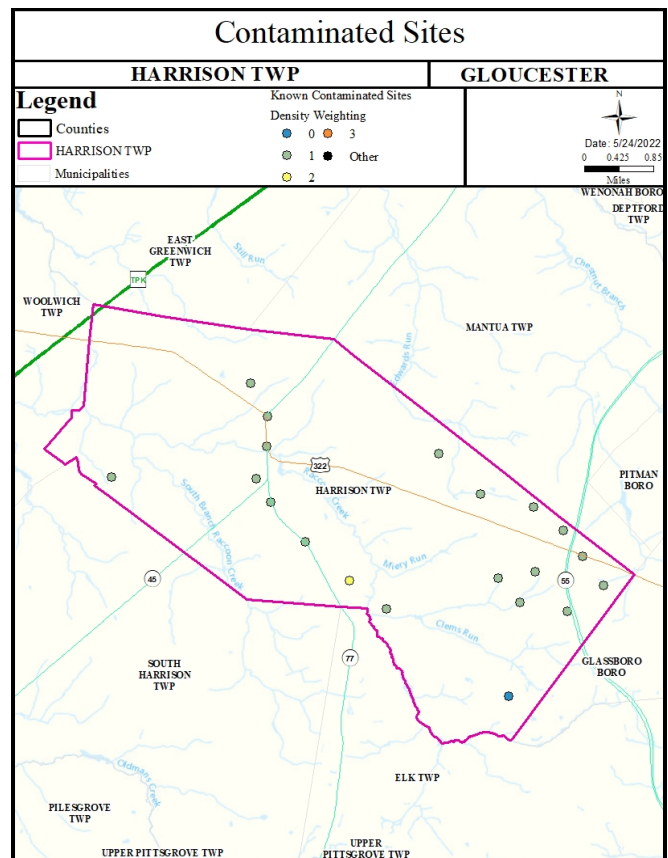 Contaminated Sites
HARRISON TWP
GLOUCESTER
Legend
Counties
HARRISON TWP
Municipalities
Known Contaminated Sites
Density Weighting
0
3
1
Other
2
N
Date: 5/24/2022
0 0.425 0.85
Miles
WENONAH BORO
DEPTFORD
TWP
EAST
GREENWICH
TWP
Still Run
Chestnut Branch
TPK
WOOLWICH
TWP
MANTUA TWP
Edwards Run
322
PITMAN
BORO
HARRISON TWP
Raccoon Creek
South Branch Raccoon Creek
Miery Run
45
55
Clems Run
77
SOUTH
HARRISON
TWP
GLASSBORO
BORO
Oldmans Creek
ELK TWP
PILESGROVE
TWP
UPPER PITTSGROVE TWP
UPPER
PITTSGROVE TWP